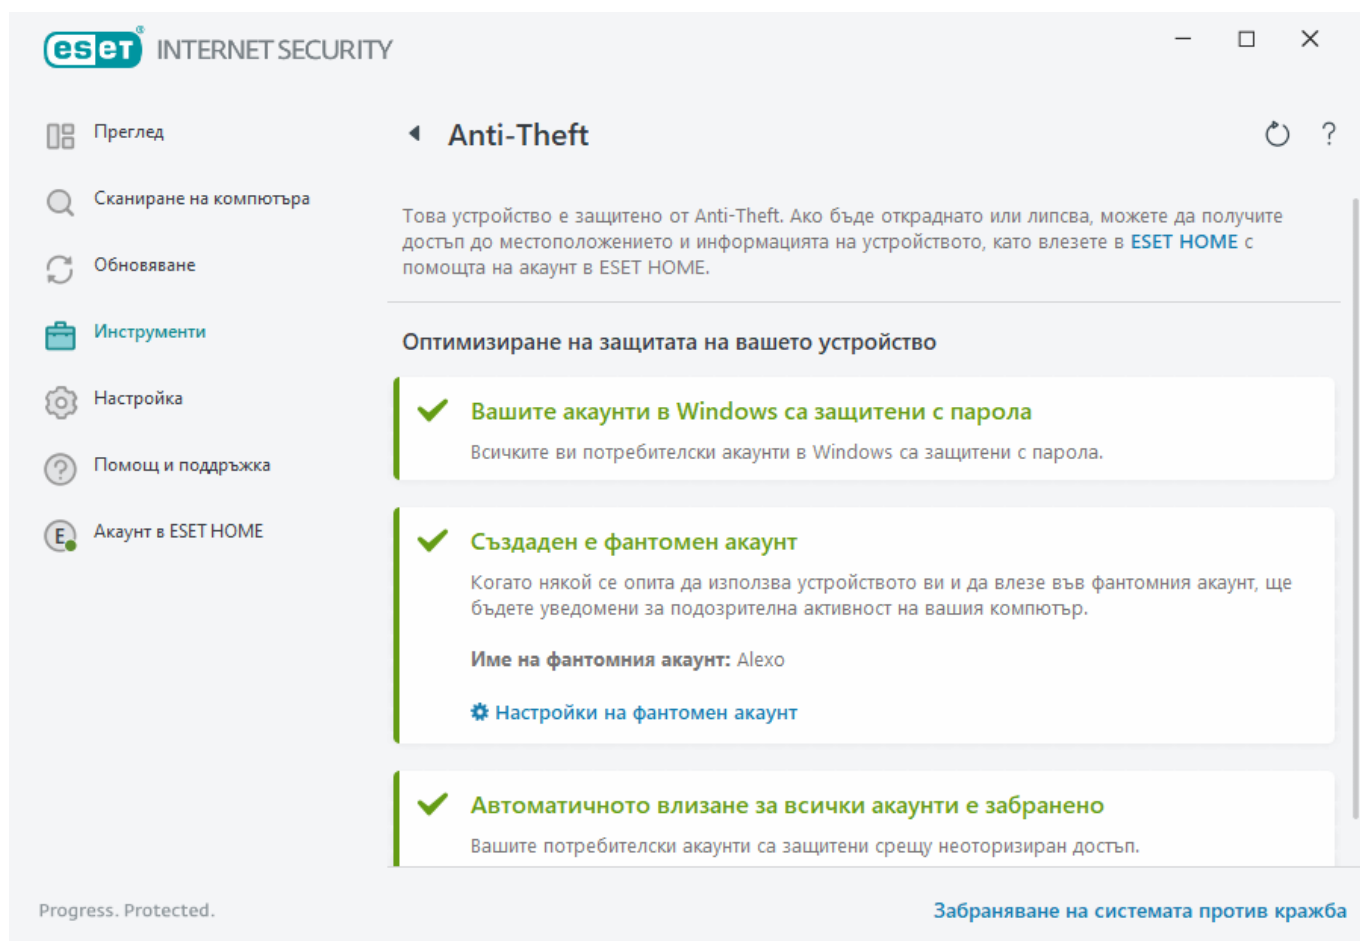 eset® INTERNET SECURITY
Преглед
Сканиране на компютъра
Обновяване
Инструменти
Настройка
Помощ и поддръжка
E Акаунт в ESET HOME
Anti-Theft
?
Това устройство е защитено от Anti-Theft. Ако бъде откраднато или липсва, можете да получите
достъп до местоположението и информацията на устройството, като влезете в ESET HOME с
помощта на акаунт в ESET HOME.
Оптимизиране на защитата на вашето устройство
Вашите акаунти в Windows са защитени с парола
Всичките ви потребителски акаунти в Windows са защитени с парола.
Създаден е фантомен акаунт
Когато някой се опита да използва устройството ви и да влезе във фантомния акаунт, ще
бъдете уведомени за подозрителна активност на вашия компютър.
Име на фантомния акаунт: Alexo
Настройки на фантомен акаунт
Автоматичното влизане за всички акаунти е забранено
Вашите потребителски акаунти са защитени срещу неоторизиран достъп.
Progress. Protected.
Забраняване на системата против кражба